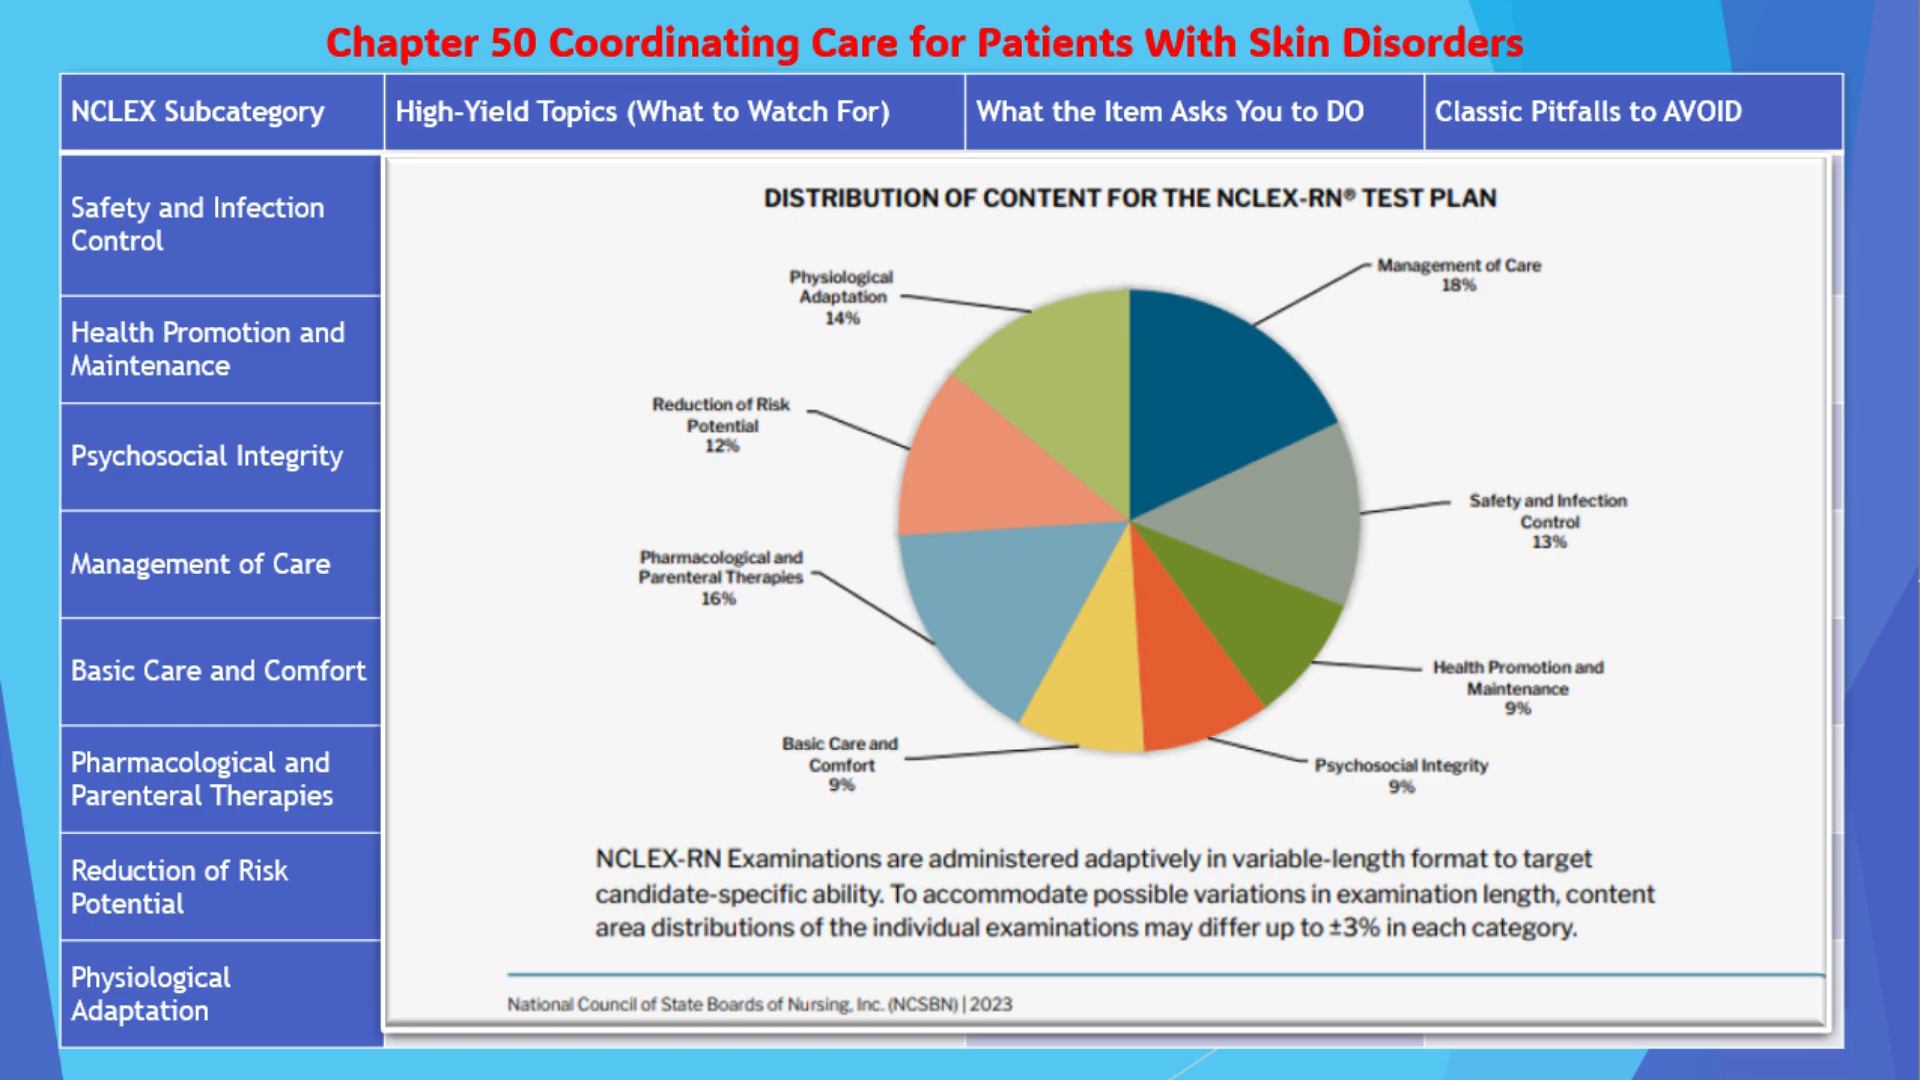 Chapter 50 Coordinating Care for Patients With Skin Disorders
NCLEX Subcategory
High-Yield Topics (What to Watch For)
What the Item Asks You to DO
Classic Pitfalls to AVOID
Safety and Infection
Control
Health Promotion and
Maintenance
Psychosocial Integrity
Management of Care
Basic Care and Comfort
Pharmacological and
Parenteral Therapies
Reduction of Risk
Potential
Physiological
Adaptation
DISTRIBUTION OF CONTENT FOR THE NCLEX-RN® TEST PLAN
Management of Care
18%
Safety and Infection
Control
13%
Health Promotion and
Maintenance
9%
Psychosocial Integrity
9%
Basic Care and
Comfort
9%
Pharmacological and
Parenteral Therapies
16%
Reduction of Risk
Potential
12%
Physiological
Adaptation
14%
NCLEX-RN Examinations are administered adaptively in variable-length format to target
candidate-specific ability. To accommodate possible variations in examination length, content
area distributions of the individual examinations may differ up to ±3% in each category.
National Council of State Boards of Nursing, Inc. (NCSBN) | 2023